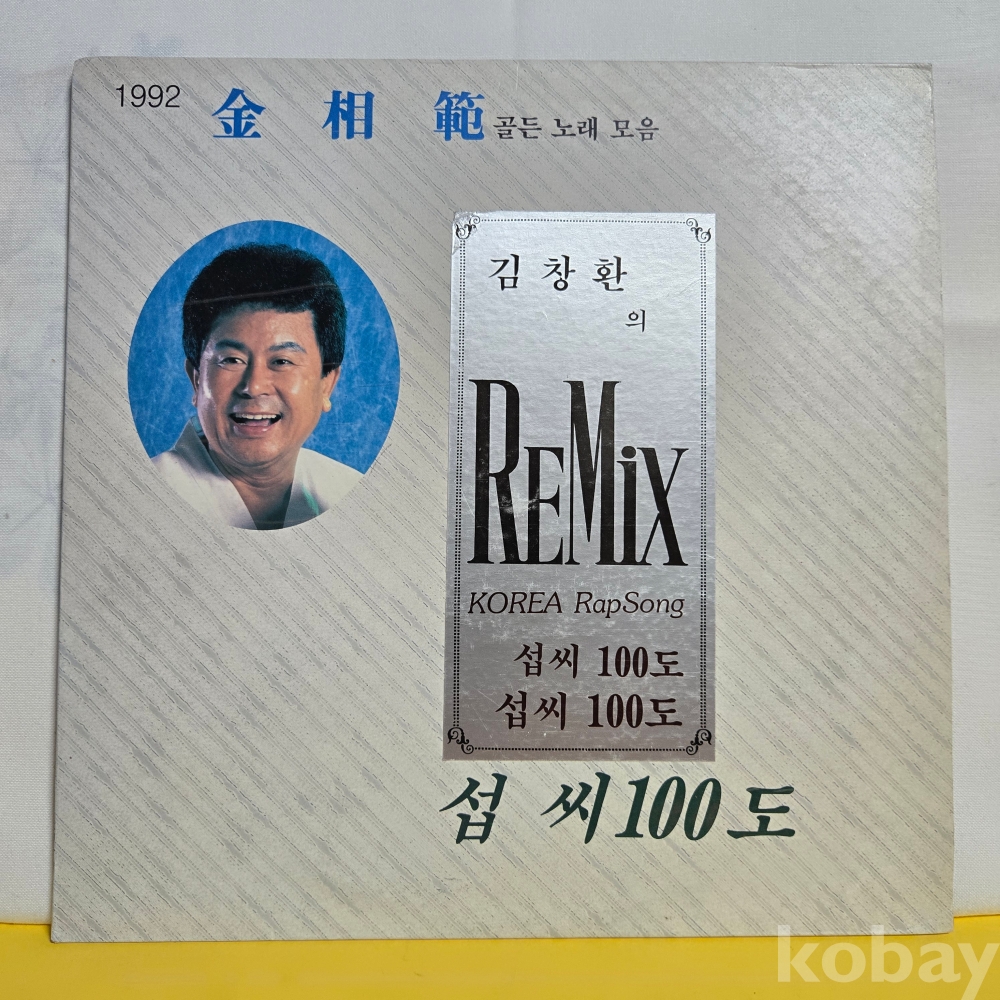 1992 金 相 範 골든 노래 모음
김 창 환
의
REMiX
KOREA RapSong
섭씨 100도
섭씨 100도
섭 씨 100 도
kobay